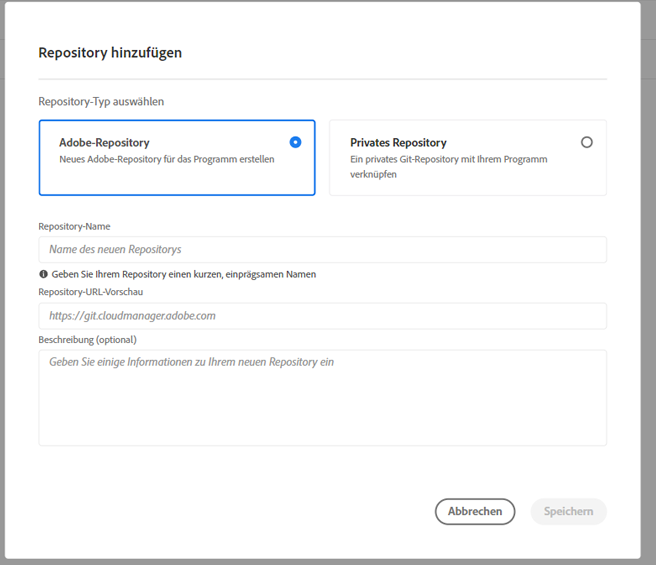 Repository hinzufügen
Repository-Typ auswählen
Adobe-Repository
Neues Adobe-Repository für das Programm erstellen
Privates Repository
Ein privates Git-Repository mit Ihrem Programm
verknüpfen
Repository-Name
Name des neuen Repositorys
Geben Sie Ihrem Repository einen kurzen, einprägsamen Namen
Repository-URL-Vorschau
https://git.cloudmanager.adobe.com
Beschreibung (optional)
Geben Sie einige Informationen zu Ihrem neuen Repository ein
Abbrechen
Speichern